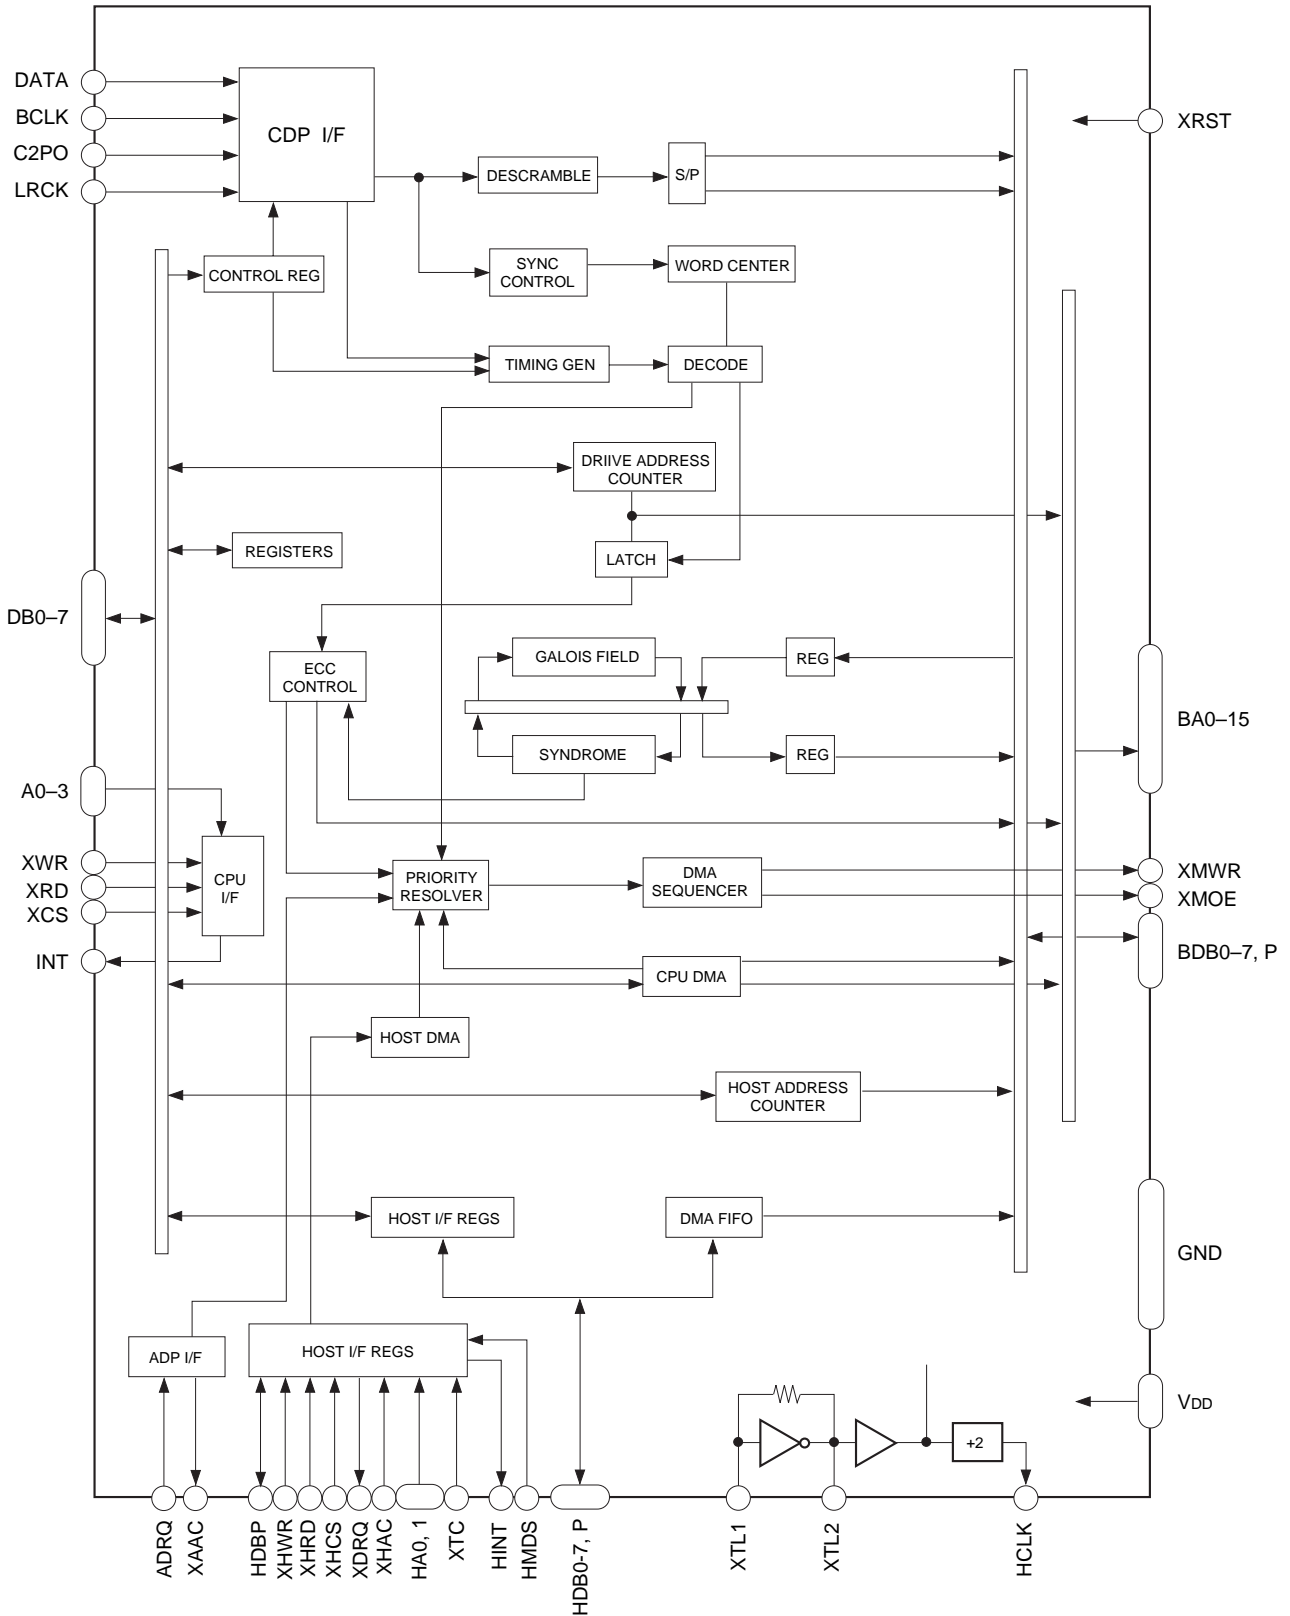 DATA
BCLK
C2PO
LRCK
CDP I/F
XRST
DESCRAMBLE
S/P
SYNC
CONTROL
WORD CENTER
CONTROL REG
TIMING GEN
DECODE
DRIIVE ADDRESS
COUNTER
REGISTERS
LATCH
DB0–7
ECC
CONTROL
GALOIS FIELD
REG
BA0–15
SYNDROME
REG
A0–3
XWR
XRD
XCS
INT
CPU
I/F
PRIORITY
RESOLVER
DMA
SEQUENCER
XMWR
XMOE
BDB0–7, P
CPU DMA
HOST DMA
HOST ADDRESS
COUNTER
HOST I/F REGS
DMA FIFO
GND
ADP I/F
HOST I/F REGS
VDD
+2
ADRQ
XAAC
HDBP
XHWR
XHRD
XHCS
XDRQ
XHAC
HA0, 1
XTC
HINT
HMDS
HDB0-7, P
XTL1
XTL2
HCLK